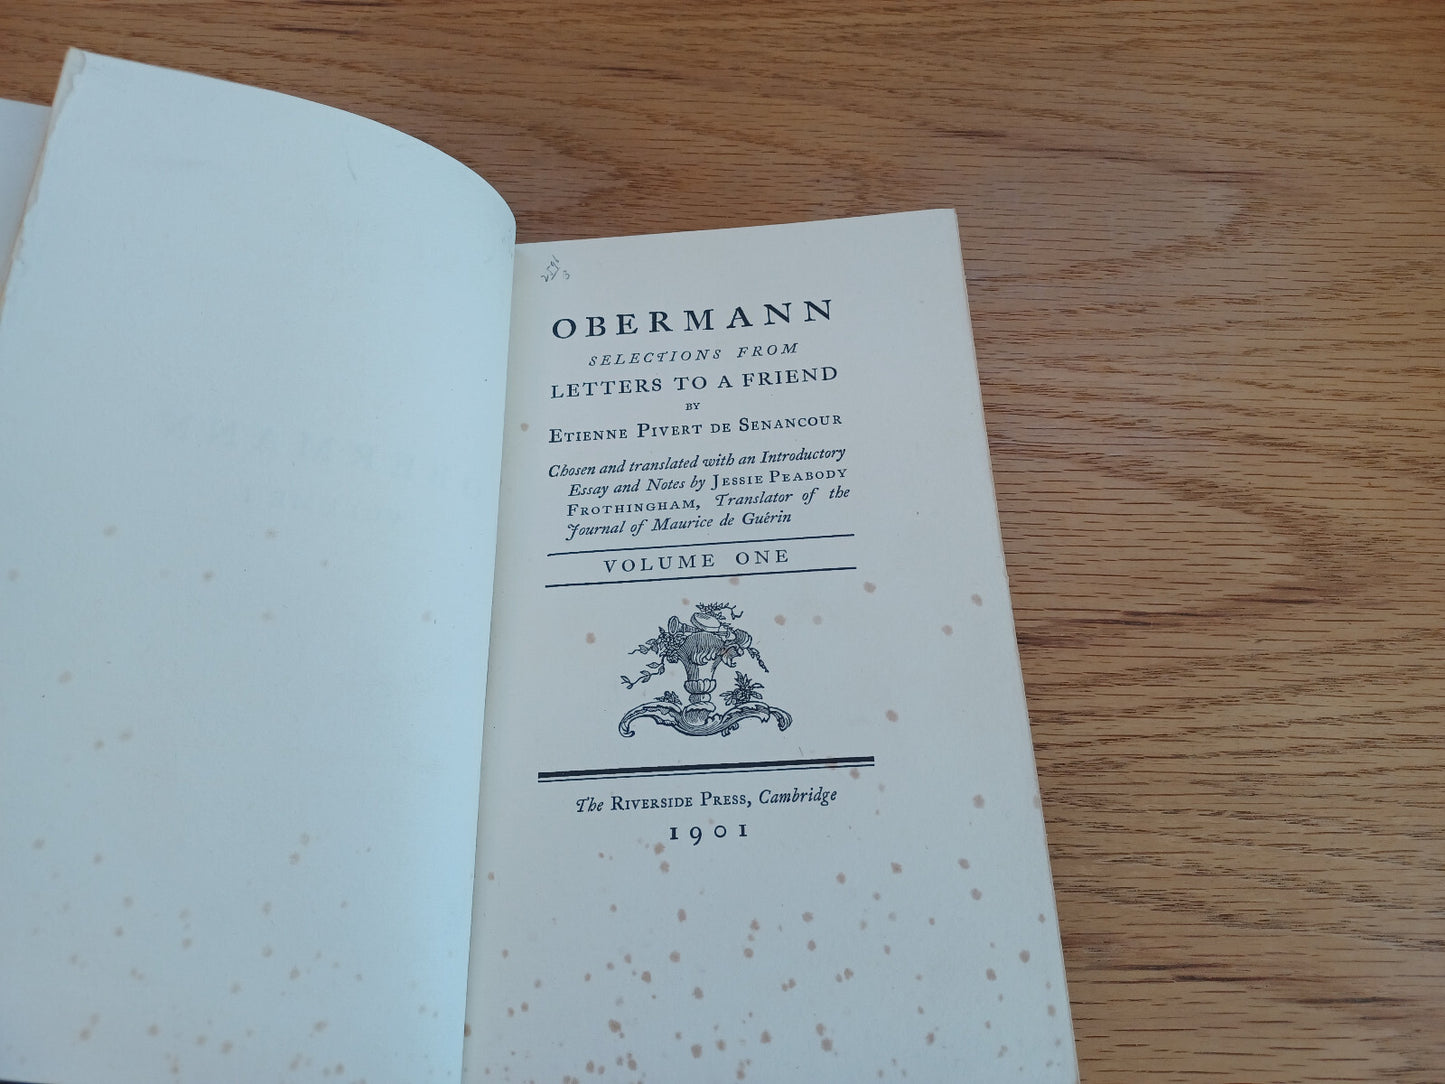 OBERMANN
SELECTIONS FROM
LETTERS TO A FRIEND
BY
ETIENNE PIVERT DE SENANCOUR
Chosen and translated with an Introductory
Essay and Notes by JESSIE PEABODY
FROTHINGHAM, Translator of the
Journal of Maurice de Guérin
VOLUME ONE
The RIVERSIDE PRESS, Cambridge
1901